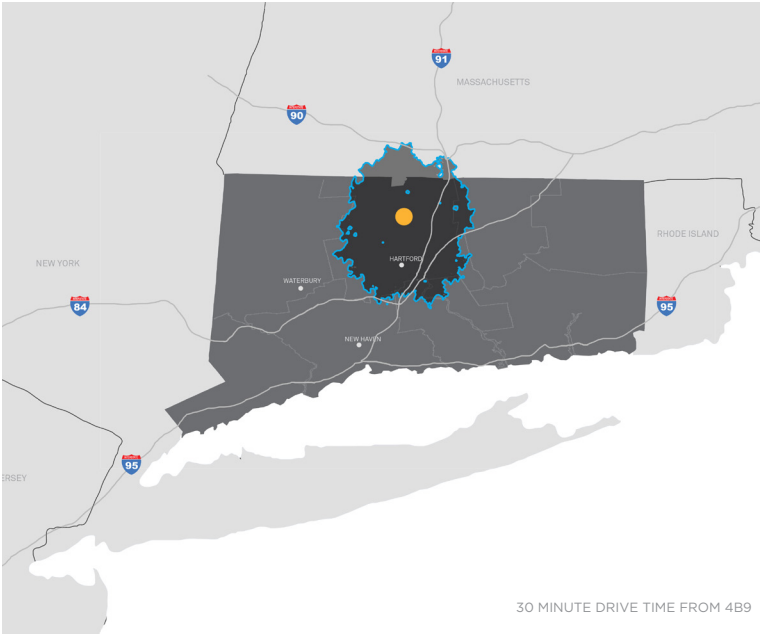 91
MASSACHUSETTS
90
RHODE ISLAND
NEW YORK
HARTFORD
WATERBURY
84
95
NEW HAVEN
95
ERSEY
30 MINUTE DRIVE TIME FROM 4B9